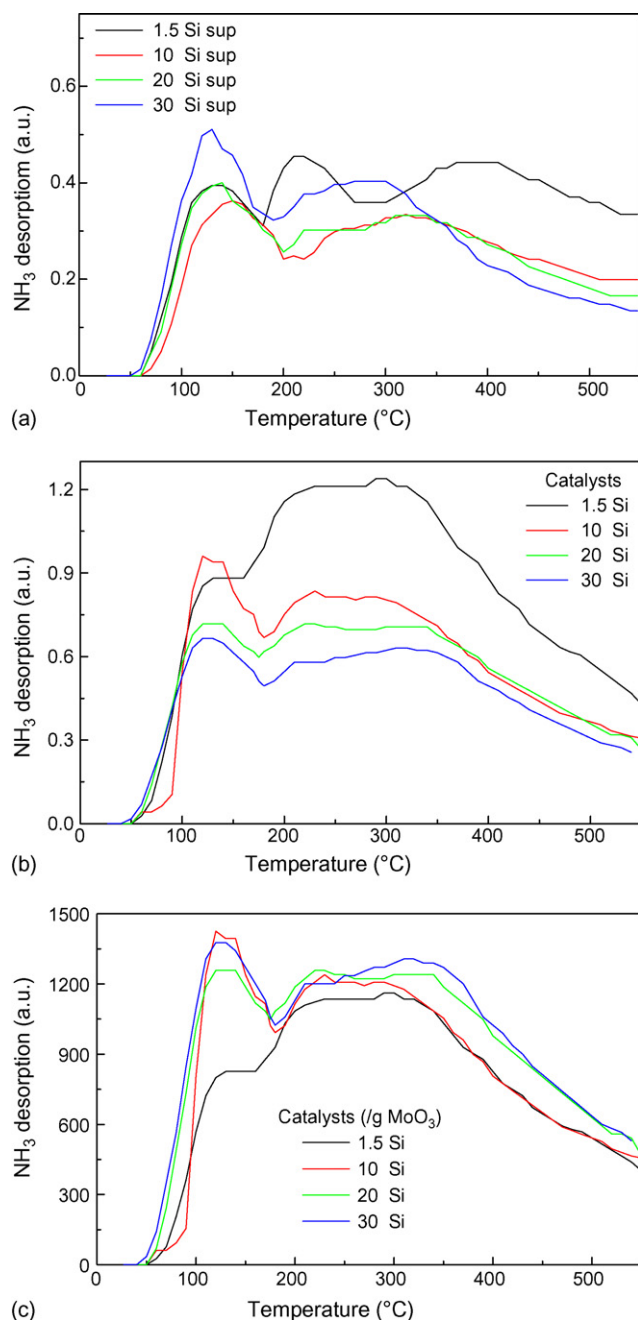 1.5 Si sup
10 Si sup
20 Si sup
30 Si sup
NH3 desorptiom (a.u.)
0.6
0.4
0.2
0.0
0 100 200 300 400 500
Temperature (°C)
(a)
Catalysts
1.5 Si
10 Si
20 Si
30 Si
NH3 desorption (a.u.)
1.2
0.9
0.6
0.3
0.0
0 100 200 300 400 500
Temperature (°C)
(b)
NH3 desorption (a.u.)
1500
1200
900
600
300
0
Catalysts (/g MoO3)
1.5 Si
10 Si
20 Si
30 Si
0 100 200 300 400 500
Temperature (°C)
(c)